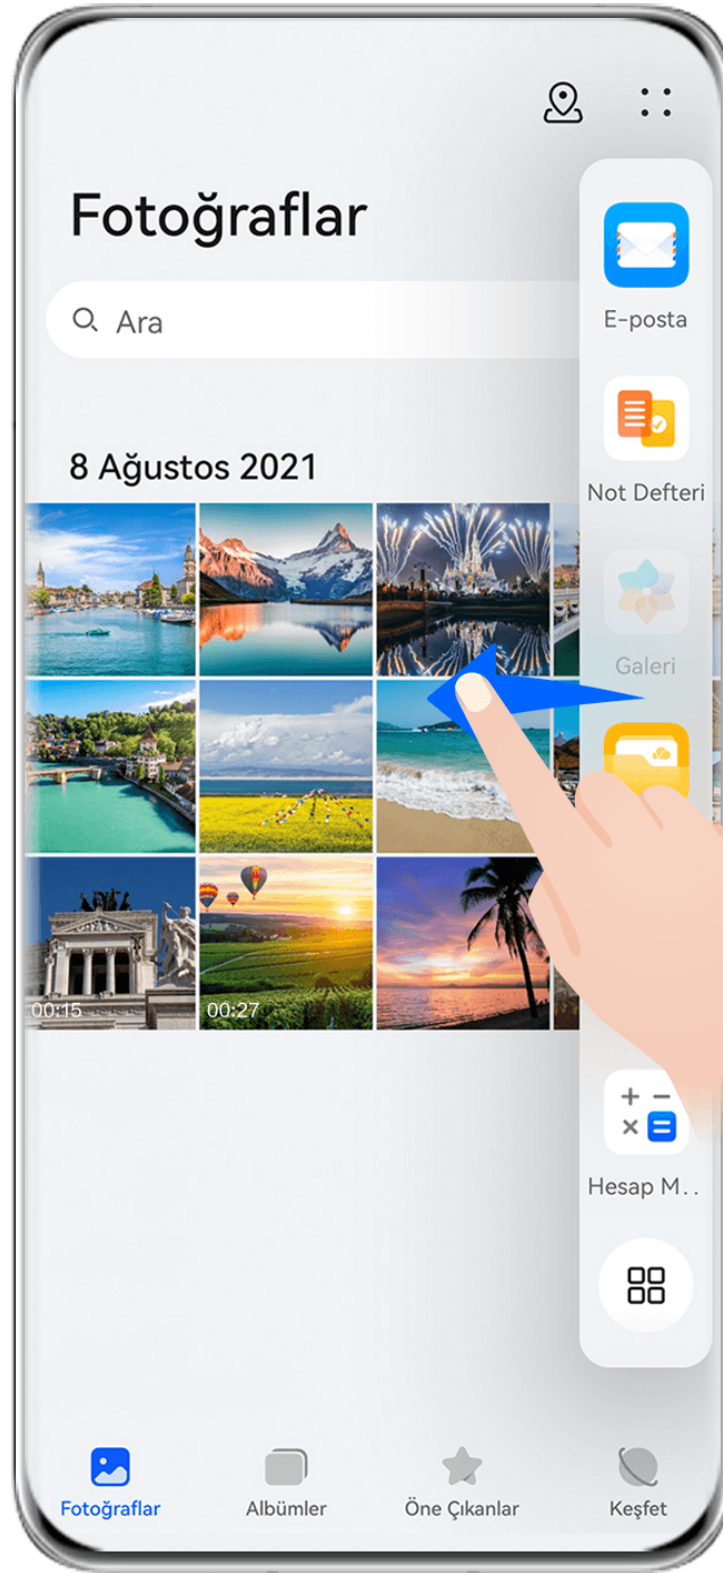 Fotoğraflar
Ara
8 Ağustos 2021
00:15
00:27
E-posta
Not Defteri
Galeri
Hesap M. .
Fotoğraflar
Albümler
Öne Çıkanlar
Keşfet